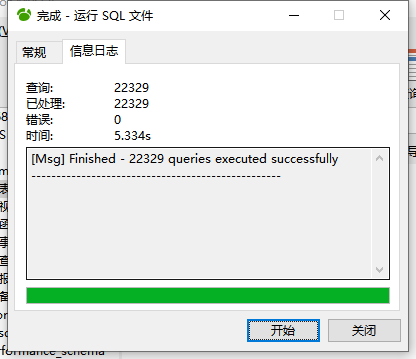 完成 - 运行 SQL 文件
常规
信息日志
查询:
22329
已处理:
22329
错误:
0
时间:
5.334s
[Msg] Finished - 22329 queries executed successfully
--------------------------------------------------
开始
关闭
formance_schema